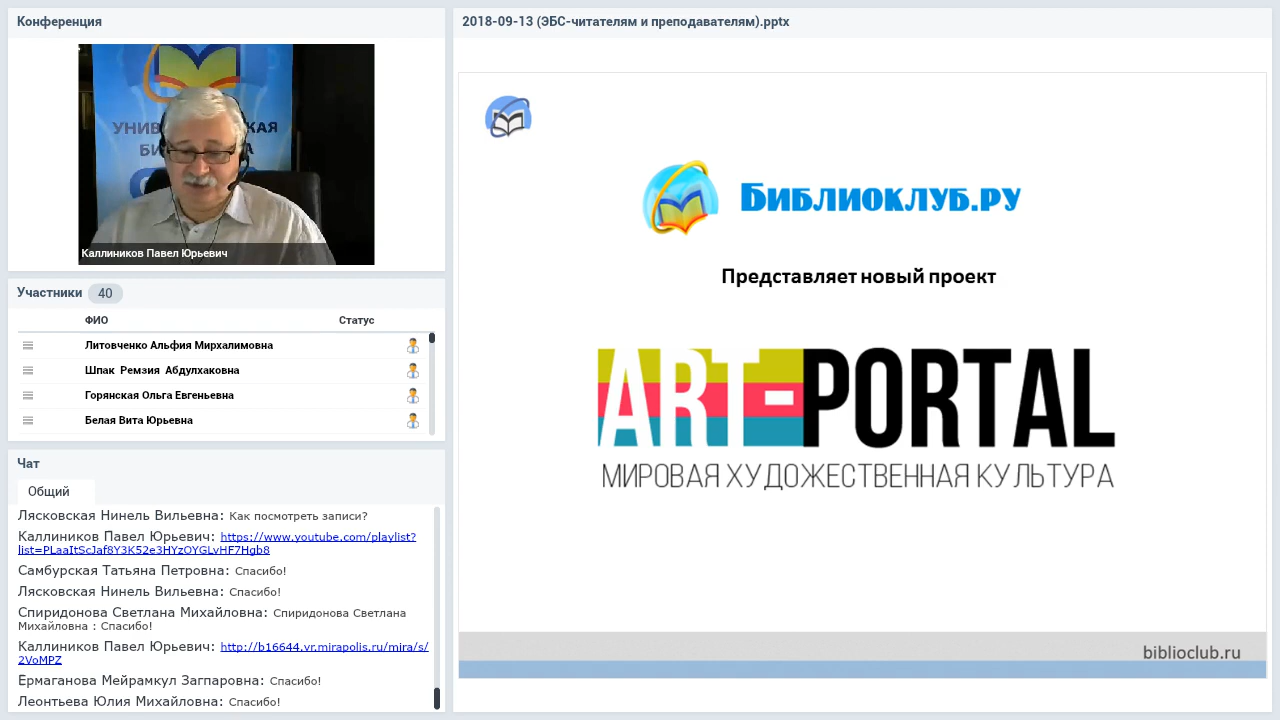 Конференция
УНИВ
КАЯ
БИ
А
Каллиников Павел Юрьевич
Участники 40
ФИО Статус
Литовченко Альфия Мирхалимовна
Шпак Ремзия Абдулхаковна
Горянская Ольга Евгеньевна
Белая Вита Юрьевна
Чат
Общий
Лясковская Нинель Вильевна: Как посмотреть записи?
Каллиников Павел Юрьевич: https://www.youtube.com/playlist?
list=PLaaItScJaf8Y3K52e3HYzOYGLvHF7Hgb8
Самбурская Татьяна Петровна: Спасибо!
Лясковская Нинель Вильевна: Спасибо!
Спиридонова Светлана Михайловна: Спиридонова Светлана
Михайловна : Спасибо!
Каллиников Павел Юрьевич: http://b16644.vr.mirapolis.ru/mira/s/
2VoMPZ
Ермаганова Мейрамкул Загпаровна: Спасибо!
Леонтьева Юлия Михайловна: Спасибо!
2018-09-13 (ЭБС-читателям и преподавателям).pptx
БИБЛИОКЛУБ.РУ
Представляет новый проект
ART-PORTAL
МИРОВАЯ ХУДОЖЕСТВЕННАЯ КУЛЬТУРА
biblioclub.ru